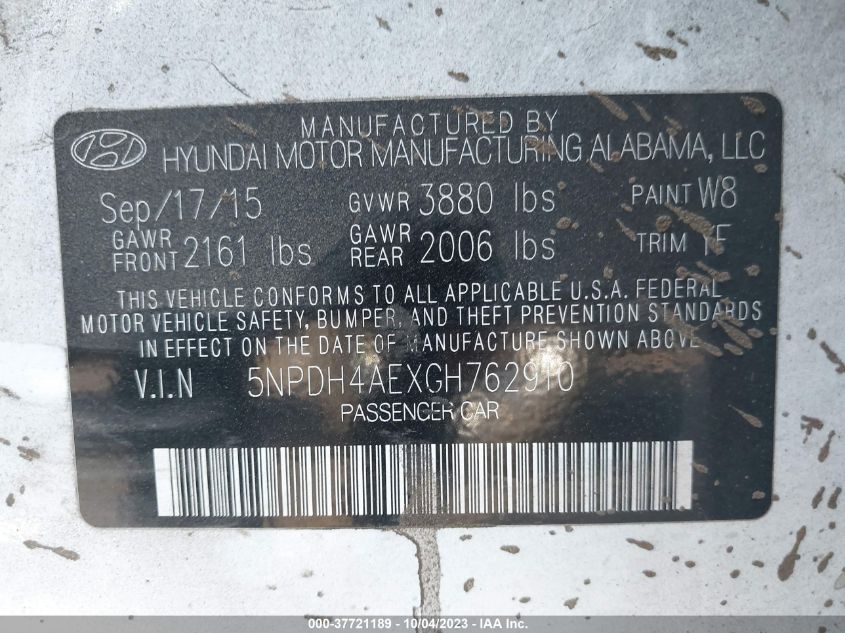 MANUFACTURED BY
HYUNDAI MOTOR MANUFACTURING ALABAMA, LLC
Sep/17/15 GVWR 3880 lbs PAINT W8
GAWR FRONT 2161 lbs GAWR REAR 2006 lbs TRIM YF
THIS VEHICLE CONFORMS TO ALL APPLICABLE U.S.A. FEDERAL
MOTOR VEHICLE SAFETY, BUMPER, AND THEFT PREVENTION STANDARDS
IN EFFECT ON THE DATE OF MANUFACTURE SHOWN ABOVE
V.I.N 5NPDH4AEXGH762910
PASSENGER CAR
000-37721189 - 10/04/2023 - IAA Inc.